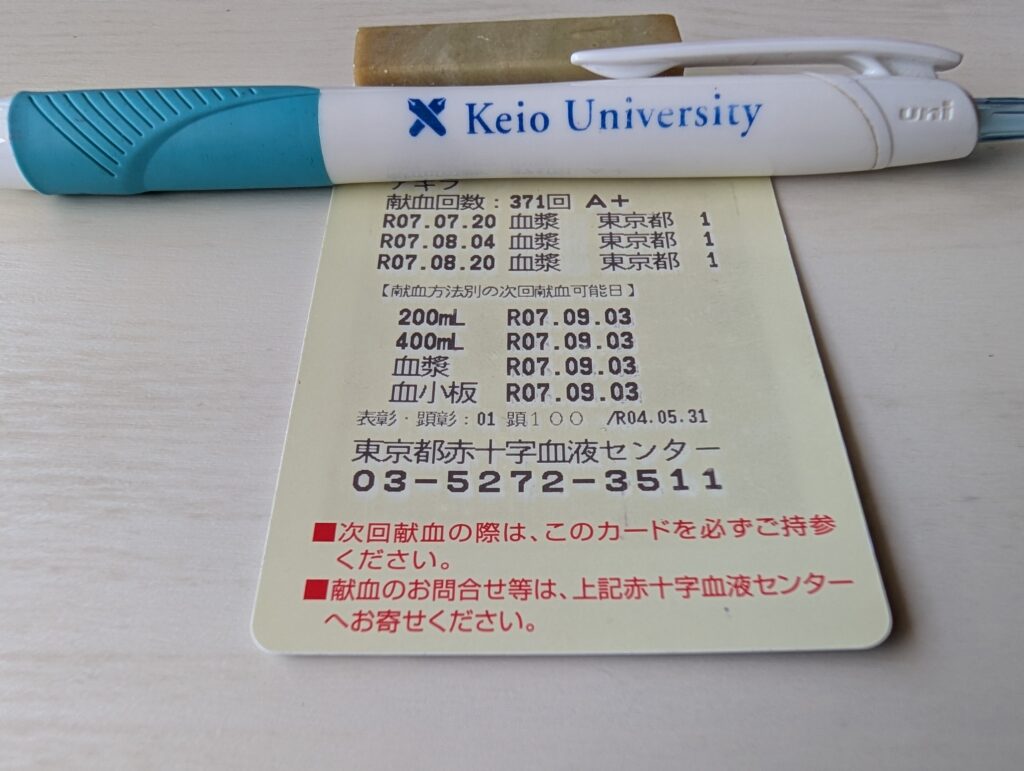 Keio University
uni
アキラ
献血回数：371回 A+
R07.07.20 血漿 東京都 1
R07.08.04 血漿 東京都 1
R07.08.20 血漿 東京都 1
【献血方法別の次回献血可能日】
200mL R07.09.03
400mL R07.09.03
血漿 R07.09.03
血小板 R07.09.03
表彰・顕彰：01 顕１００ /R04.05.31
東京都赤十字血液センター
03-5272-3511
■次回献血の際は、このカードを必ずご持参
ください。
■献血のお問合せ等は、上記赤十字血液センター
へお寄せください。